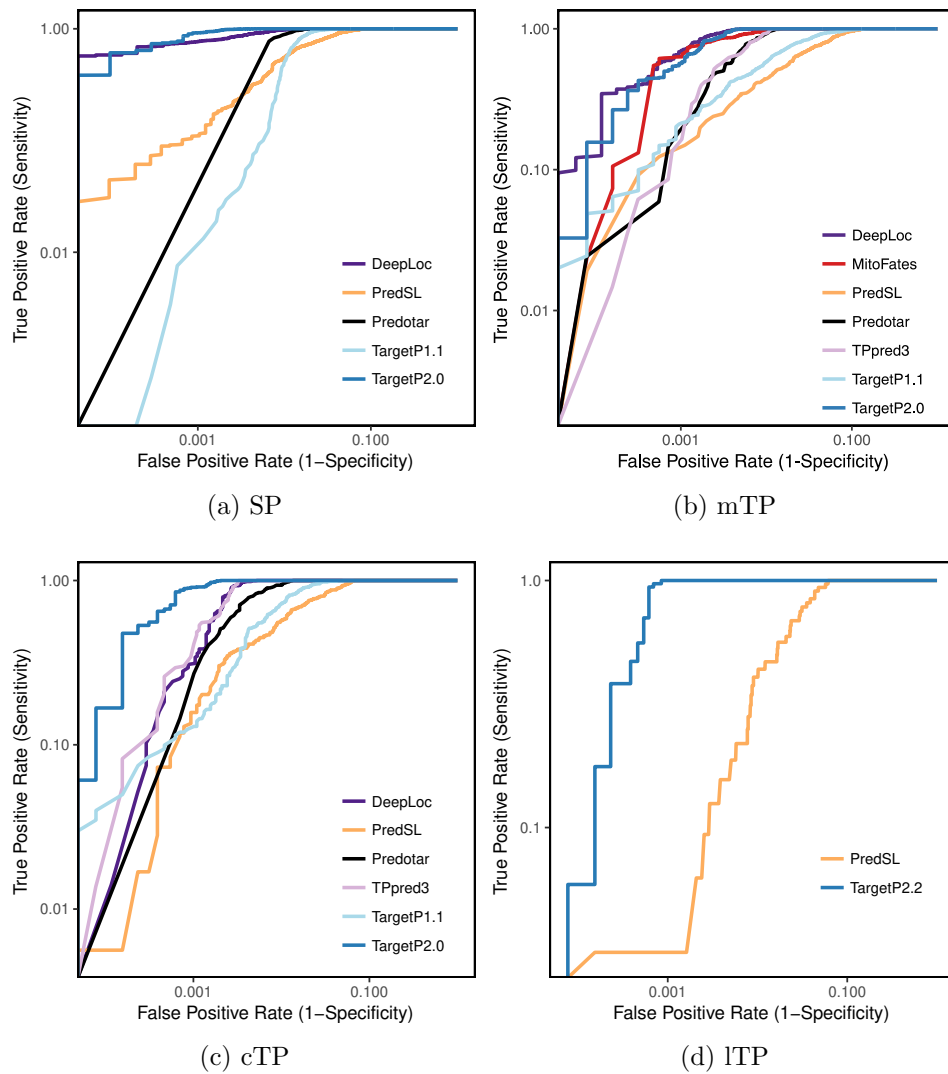 True Positive Rate (Sensitivity)
1.00
0.01
DeepLoc
PredSL
Predotar
TargetP1.1
TargetP2.0
0.001
0.100
False Positive Rate (1−Specificity)
(a) SP
True Positive Rate (Sensitivity)
1.00
0.10
0.01
DeepLoc
MitoFates
PredSL
Predotar
TPpred3
TargetP1.1
TargetP2.0
0.001
0.100
False Positive Rate (1-Specificity)
(b) mTP
True Positive Rate (Sensitivity)
1.00
0.10
0.01
DeepLoc
PredSL
Predotar
TPpred3
TargetP1.1
TargetP2.0
0.001
0.100
False Positive Rate (1−Specificity)
(c) cTP
True Positive Rate (Sensitivity)
1.0
0.1
PredSL
TargetP2.2
0.001
0.100
False Positive Rate (1−Specificity)
(d) lTP